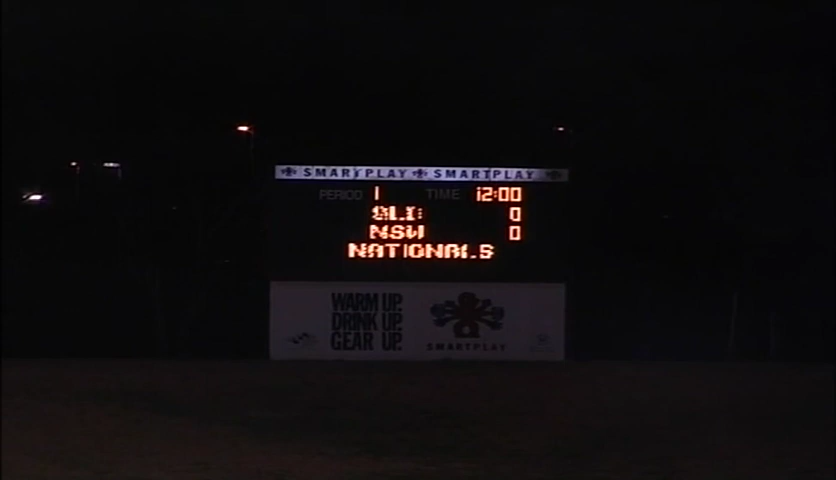 SMARTPLAY SMARTPLAY
PERIOD 1 TIME 12:00
QLD 0
NSW 0
NATIONALS
WARM UP.
DRINK UP.
GEAR UP.
SMARTPLAY